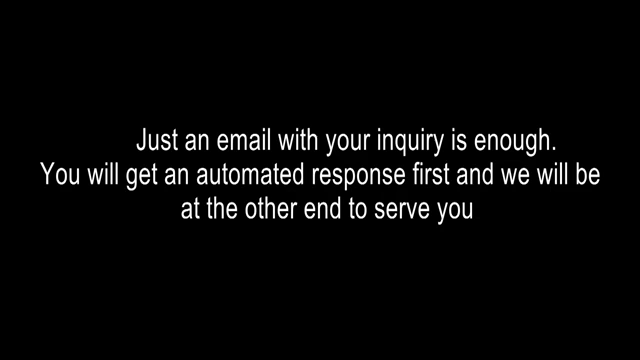 Just an email with your inquiry is enough.
You will get an automated response first and we will be
at the other end to serve you